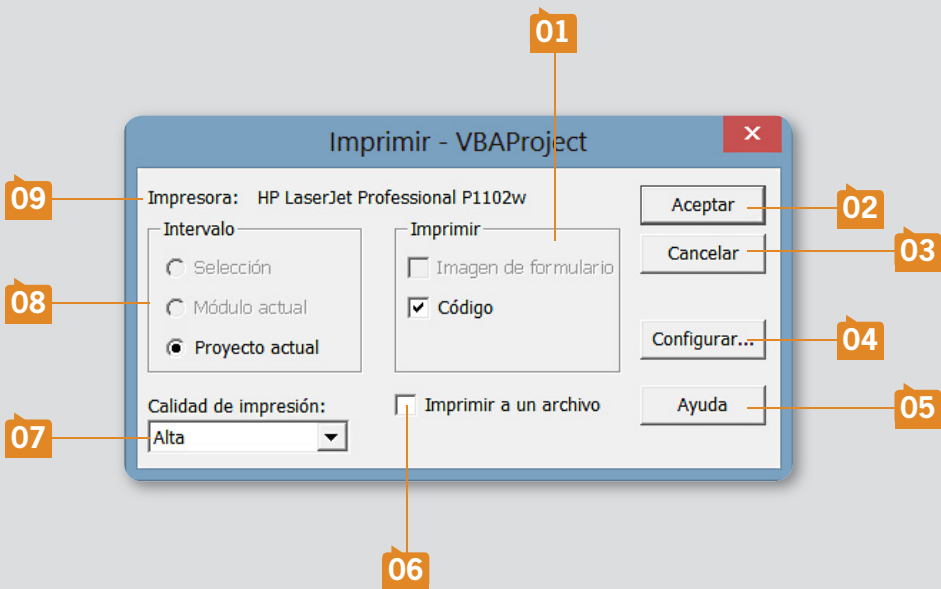 01
Imprimir - VBAProject
09
Impresora: HP LaserJet Professional P1102w
Aceptar
02
Intervalo
Imprimir
Cancelar
03
Selección
Imagen de formulario
08
Módulo actual
Código
Proyecto actual
Configurar...
04
Calidad de impresión:
Imprimir a un archivo
Ayuda
05
07
Alta
06